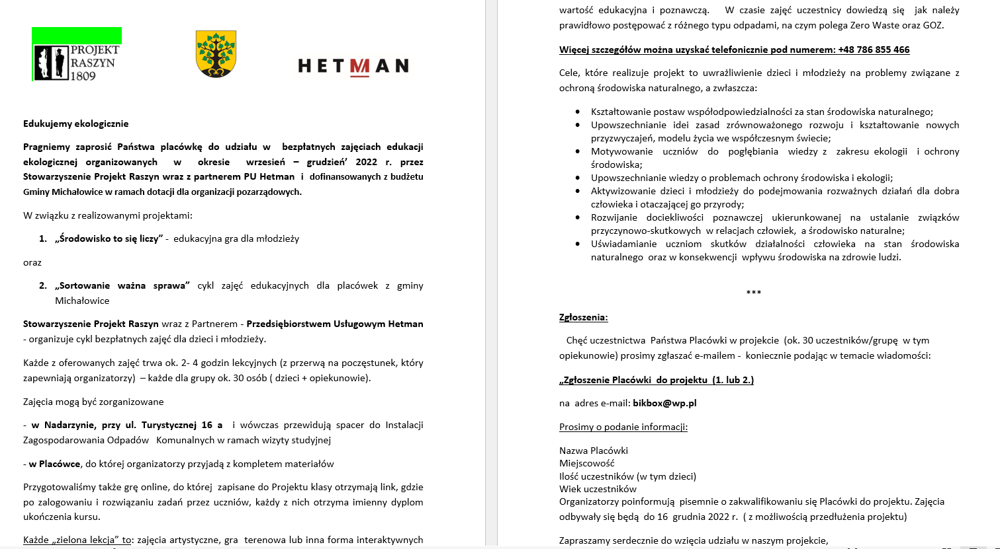 PROJEKT
RASZYN
1809
HETMAN
Edukujemy ekologicznie
Pragniemy zaprosić Państwa placówkę do udziału w bezpłatnych zajęciach edukacji
ekologicznej organizowanych w okresie wrzesień – grudzień’ 2022 r. przez
Stowarzyszenie Projekt Raszyn wraz z partnerem PU Hetman i dofinansowanych z budżetu
Gminy Michałowice w ramach dotacji dla organizacji pozarządowych.
W związku z realizowanymi projektami:
1. „Środowisko to się liczy” - edukacyjna gra dla młodzieży
oraz
2. „Sortowanie ważna sprawa” cykl zajęć edukacyjnych dla placówek z gminy
Michałowice
Stowarzyszenie Projekt Raszyn wraz z Partnerem - Przedsiębiorstwem Usługowym Hetman
- organizuje cykl bezpłatnych zajęć dla dzieci i młodzieży.
Każde z oferowanych zajęć trwa ok. 2- 4 godzin lekcyjnych (z przerwą na poczęstunek, który
zapewniają organizatorzy) – każde dla grupy ok. 30 osób ( dzieci + opiekunowie).
Zajęcia mogą być zorganizowane
- w Nadarzynie, przy ul. Turystycznej 16 a i wówczas przewidują spacer do Instalacji
Zagospodarowania Odpadów Komunalnych w ramach wizyty studyjnej
- w Placówce, do której organizatorzy przyjadą z kompletem materiałów
Przygotowaliśmy także grę online, do której zapisane do Projektu klasy otrzymają link, gdzie
po zalogowaniu i rozwiązaniu zadań przez uczniów, każdy z nich otrzyma imienny dyplom
ukończenia kursu.
Każde „zielona lekcja” to: zajęcia artystyczne, gra terenowa lub inna forma interaktywnych
wartość edukacyjna i poznawczą. W czasie zajęć uczestnicy dowiedzą się jak należy
prawidłowo postępować z różnego typu odpadami, na czym polega Zero Waste oraz GOZ.
Więcej szczegółów można uzyskać telefonicznie pod numerem: +48 786 855 466
Cele, które realizuje projekt to uwrażliwienie dzieci i młodzieży na problemy związane z
ochroną środowiska naturalnego, a zwłaszcza:
• Kształtowanie postaw współodpowiedzialności za stan środowiska naturalnego;
• Upowszechnianie idei zasad zrównoważonego rozwoju i kształtowanie nowych
przyzwyczajeń, modelu życia we współczesnym świecie;
• Motywowanie uczniów do pogłębiania wiedzy z zakresu ekologii i ochrony
środowiska;
• Upowszechnianie wiedzy o problemach ochrony środowiska i ekologii;
• Aktywizowanie dzieci i młodzieży do podejmowania rozważnych działań dla dobra
człowieka i otaczającej go przyrody;
• Rozwijanie dociekliwości poznawczej ukierunkowanej na ustalanie związków
przyczynowo-skutkowych w relacjach człowiek, a środowisko naturalne;
• Uświadamianie uczniom skutków działalności człowieka na stan środowiska
naturalnego oraz w konsekwencji wpływu środowiska na zdrowie ludzi.
***
Zgłoszenia:
Chęć uczestnictwa Państwa Placówki w projekcie (ok. 30 uczestników/grupę w tym
opiekunowie) prosimy zgłaszać e-mailem - koniecznie podając w temacie wiadomości:
„Zgłoszenie Placówki do projektu (1. lub 2.)
na adres e-mail: bikbox@wp.pl
Prosimy o podanie informacji:
Nazwa Placówki
Miejscowość
Ilość uczestników (w tym dzieci)
Wiek uczestników
Organizatorzy poinformują pisemnie o zakwalifikowaniu się Placówki do projektu. Zajęcia
odbywały się będą do 16 grudnia 2022 r. ( z możliwością przedłużenia projektu)
Zapraszamy serdecznie do wzięcia udziału w naszym projekcie,